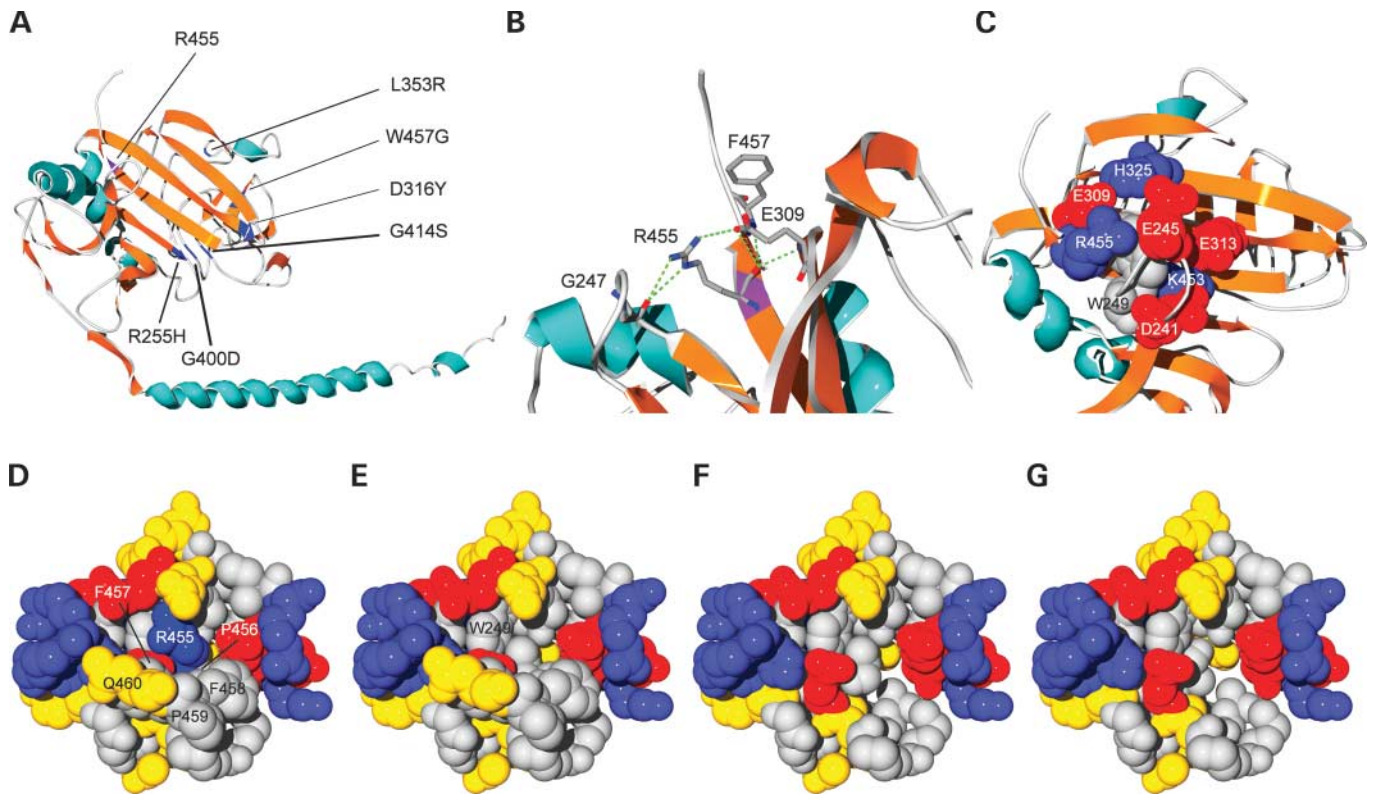 A
R455
L353R
W457G
D316Y
G414S
R255H
G400D
B
F457
E309
R455
G247
C
H325
E309
R455
E245
E313
K453
W249
D241
D
F457
R455
P456
Q460
F458
P459
E
W249
F
G